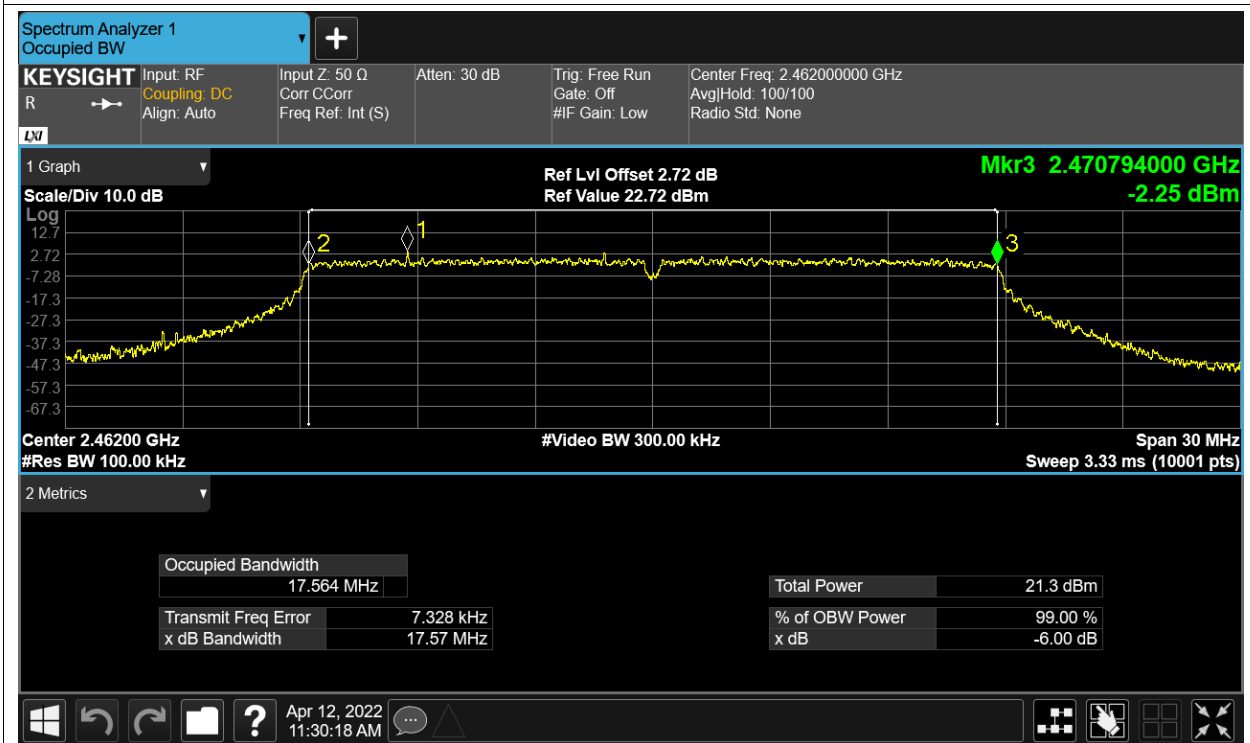 Spectrum Analyzer 1
Occupied BW
KEYSIGHT
R
LXI
Input: RF
Coupling: DC
Align: Auto
Input Z: 50 Ω
Corr CCorr
Freq Ref: Int (S)
Atten: 30 dB
Trig: Free Run
Gate: Off
#IF Gain: Low
Center Freq: 2.462000000 GHz
Avg|Hold: 100/100
Radio Std: None
1 Graph
Scale/Div 10.0 dB
Ref Lvl Offset 2.72 dB
Ref Value 22.72 dBm
Mkr3 2.470794000 GHz
-2.25 dBm
Log
12.7
2.72
-7.28
-17.3
-27.3
-37.3
-47.3
-57.3
-67.3
2
1
3
Center 2.46200 GHz
#Res BW 100.00 kHz
#Video BW 300.00 kHz
Span 30 MHz
Sweep 3.33 ms (10001 pts)
2 Metrics
Occupied Bandwidth
17.564 MHz
Transmit Freq Error 7.328 kHz
x dB Bandwidth 17.57 MHz
Total Power 21.3 dBm
% of OBW Power 99.00 %
x dB -6.00 dB
?
Apr 12, 2022
11:30:18 AM